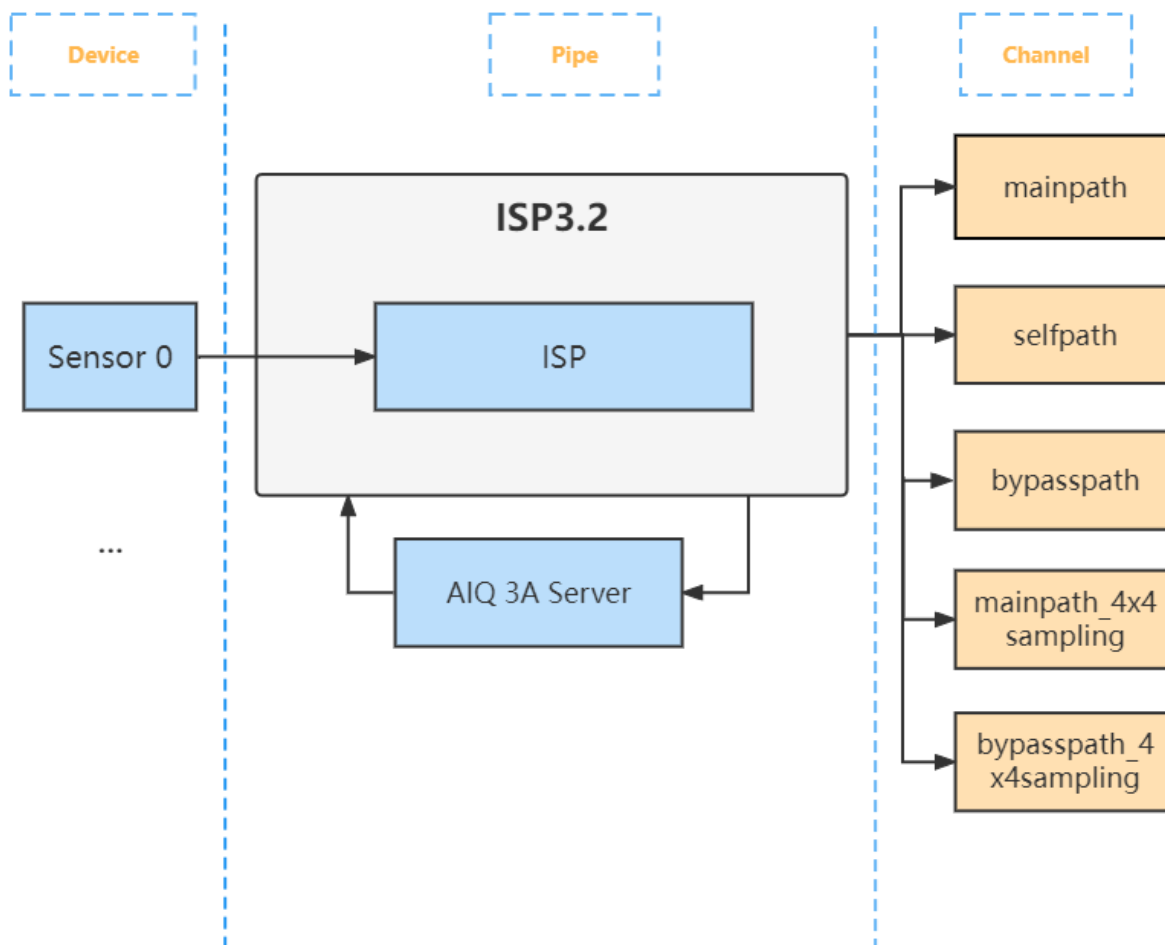 Device
Pipe
Channel
ISP3.2
mainpath
Sensor 0
ISP
selfpath
bypasspath
...
AIQ 3A Server
mainpath_4x4
sampling
bypasspath_4
x4sampling